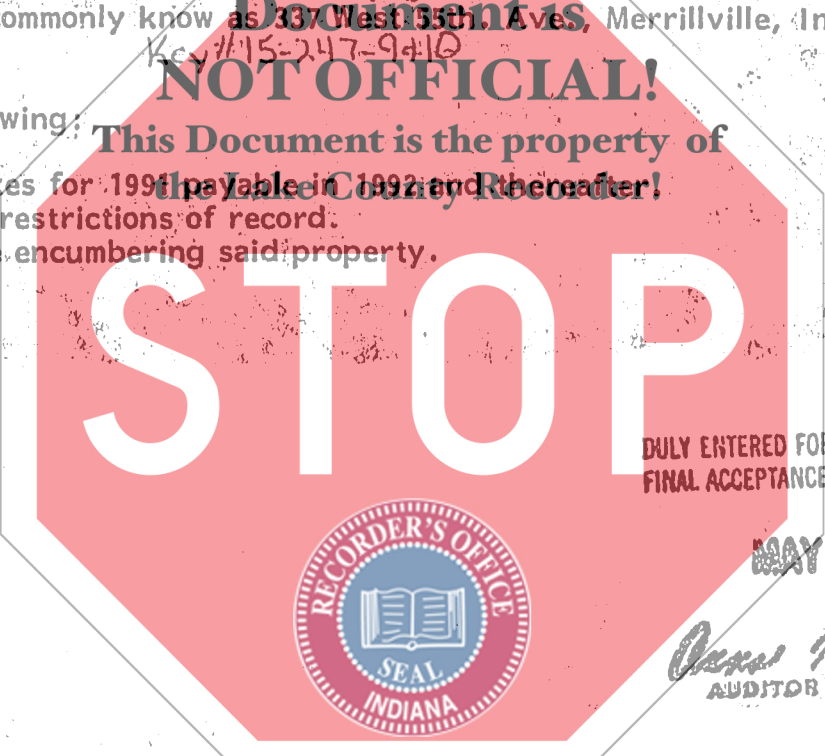 ommonly know as 337 West 55th. Ave., Merrillville, In
Document is
Key #15-247-9+10
NOT OFFICIAL!
wing:
This Document is the property of
es for 1991 payable in 1992 and thereafter.
the Lake County Recorder!
restrictions of record.
encumbering said property.
STOP
DULY ENTERED FOR
FINAL ACCEPTANCE
MAY
RECORDER'S OFFICE
SEAL
INDIANA
AUDITOR